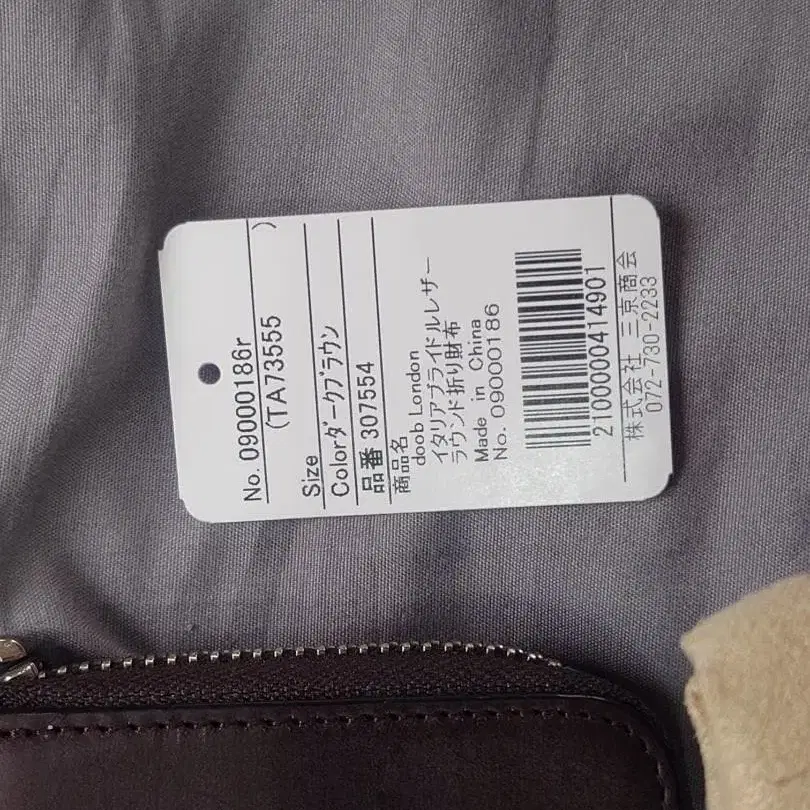 No. 09000186r
(TA73555 )
Size
Colorダークブラウン
品番 307554
商品名
doob London
イタリアブライドルレザー
ラウンド折り財布
Made in China
No. 09000186
2100000414901
株式会社 三京商会
072-730-2233